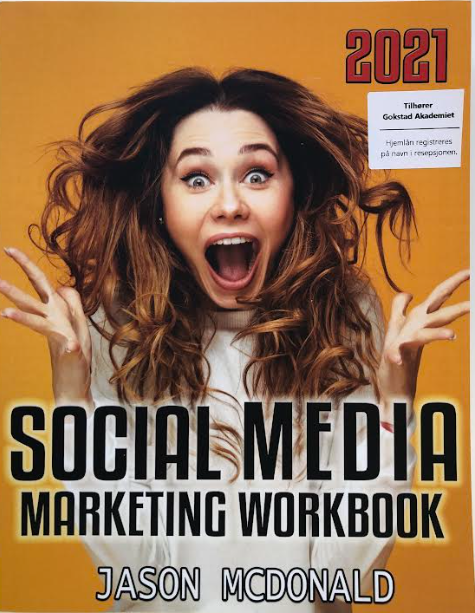 2021
Tilhører
Gokstad Akademiet
Hjemlån registreres
på navn i resepsjonen.
SOCIAL MEDIA
MARKETING WORKBOOK
JASON MCDONALD